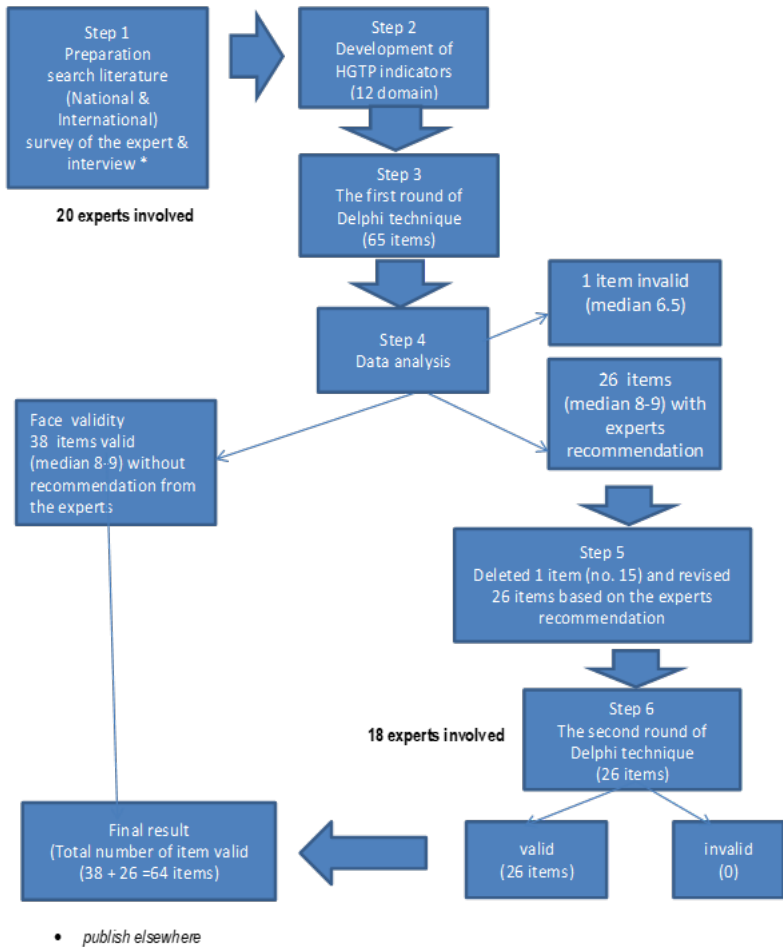 Step 1
Preparation
search literature
(National &
International)
survey of the expert &
interview *
Step 2
Development of
HGTP indicators
(12 domain)
20 experts involved
Step 3
The first round of
Delphi technique
(65 items)
Step 4
Data analysis
1 item invalid
(median 6.5)
26 items
(median 8-9) with
experts
recommendation
Face validity
38 items valid
(median 8-9) without
recommendation from
the experts
Step 5
Deleted 1 item (no. 15) and revised
26 items based on the experts
recommendation
18 experts involved
Step 6
The second round of
Delphi technique
(26 items)
Final result
(Total number of item valid
(38 + 26 =64 items)
valid
(26 items)
invalid
(0)
• publish elsewhere